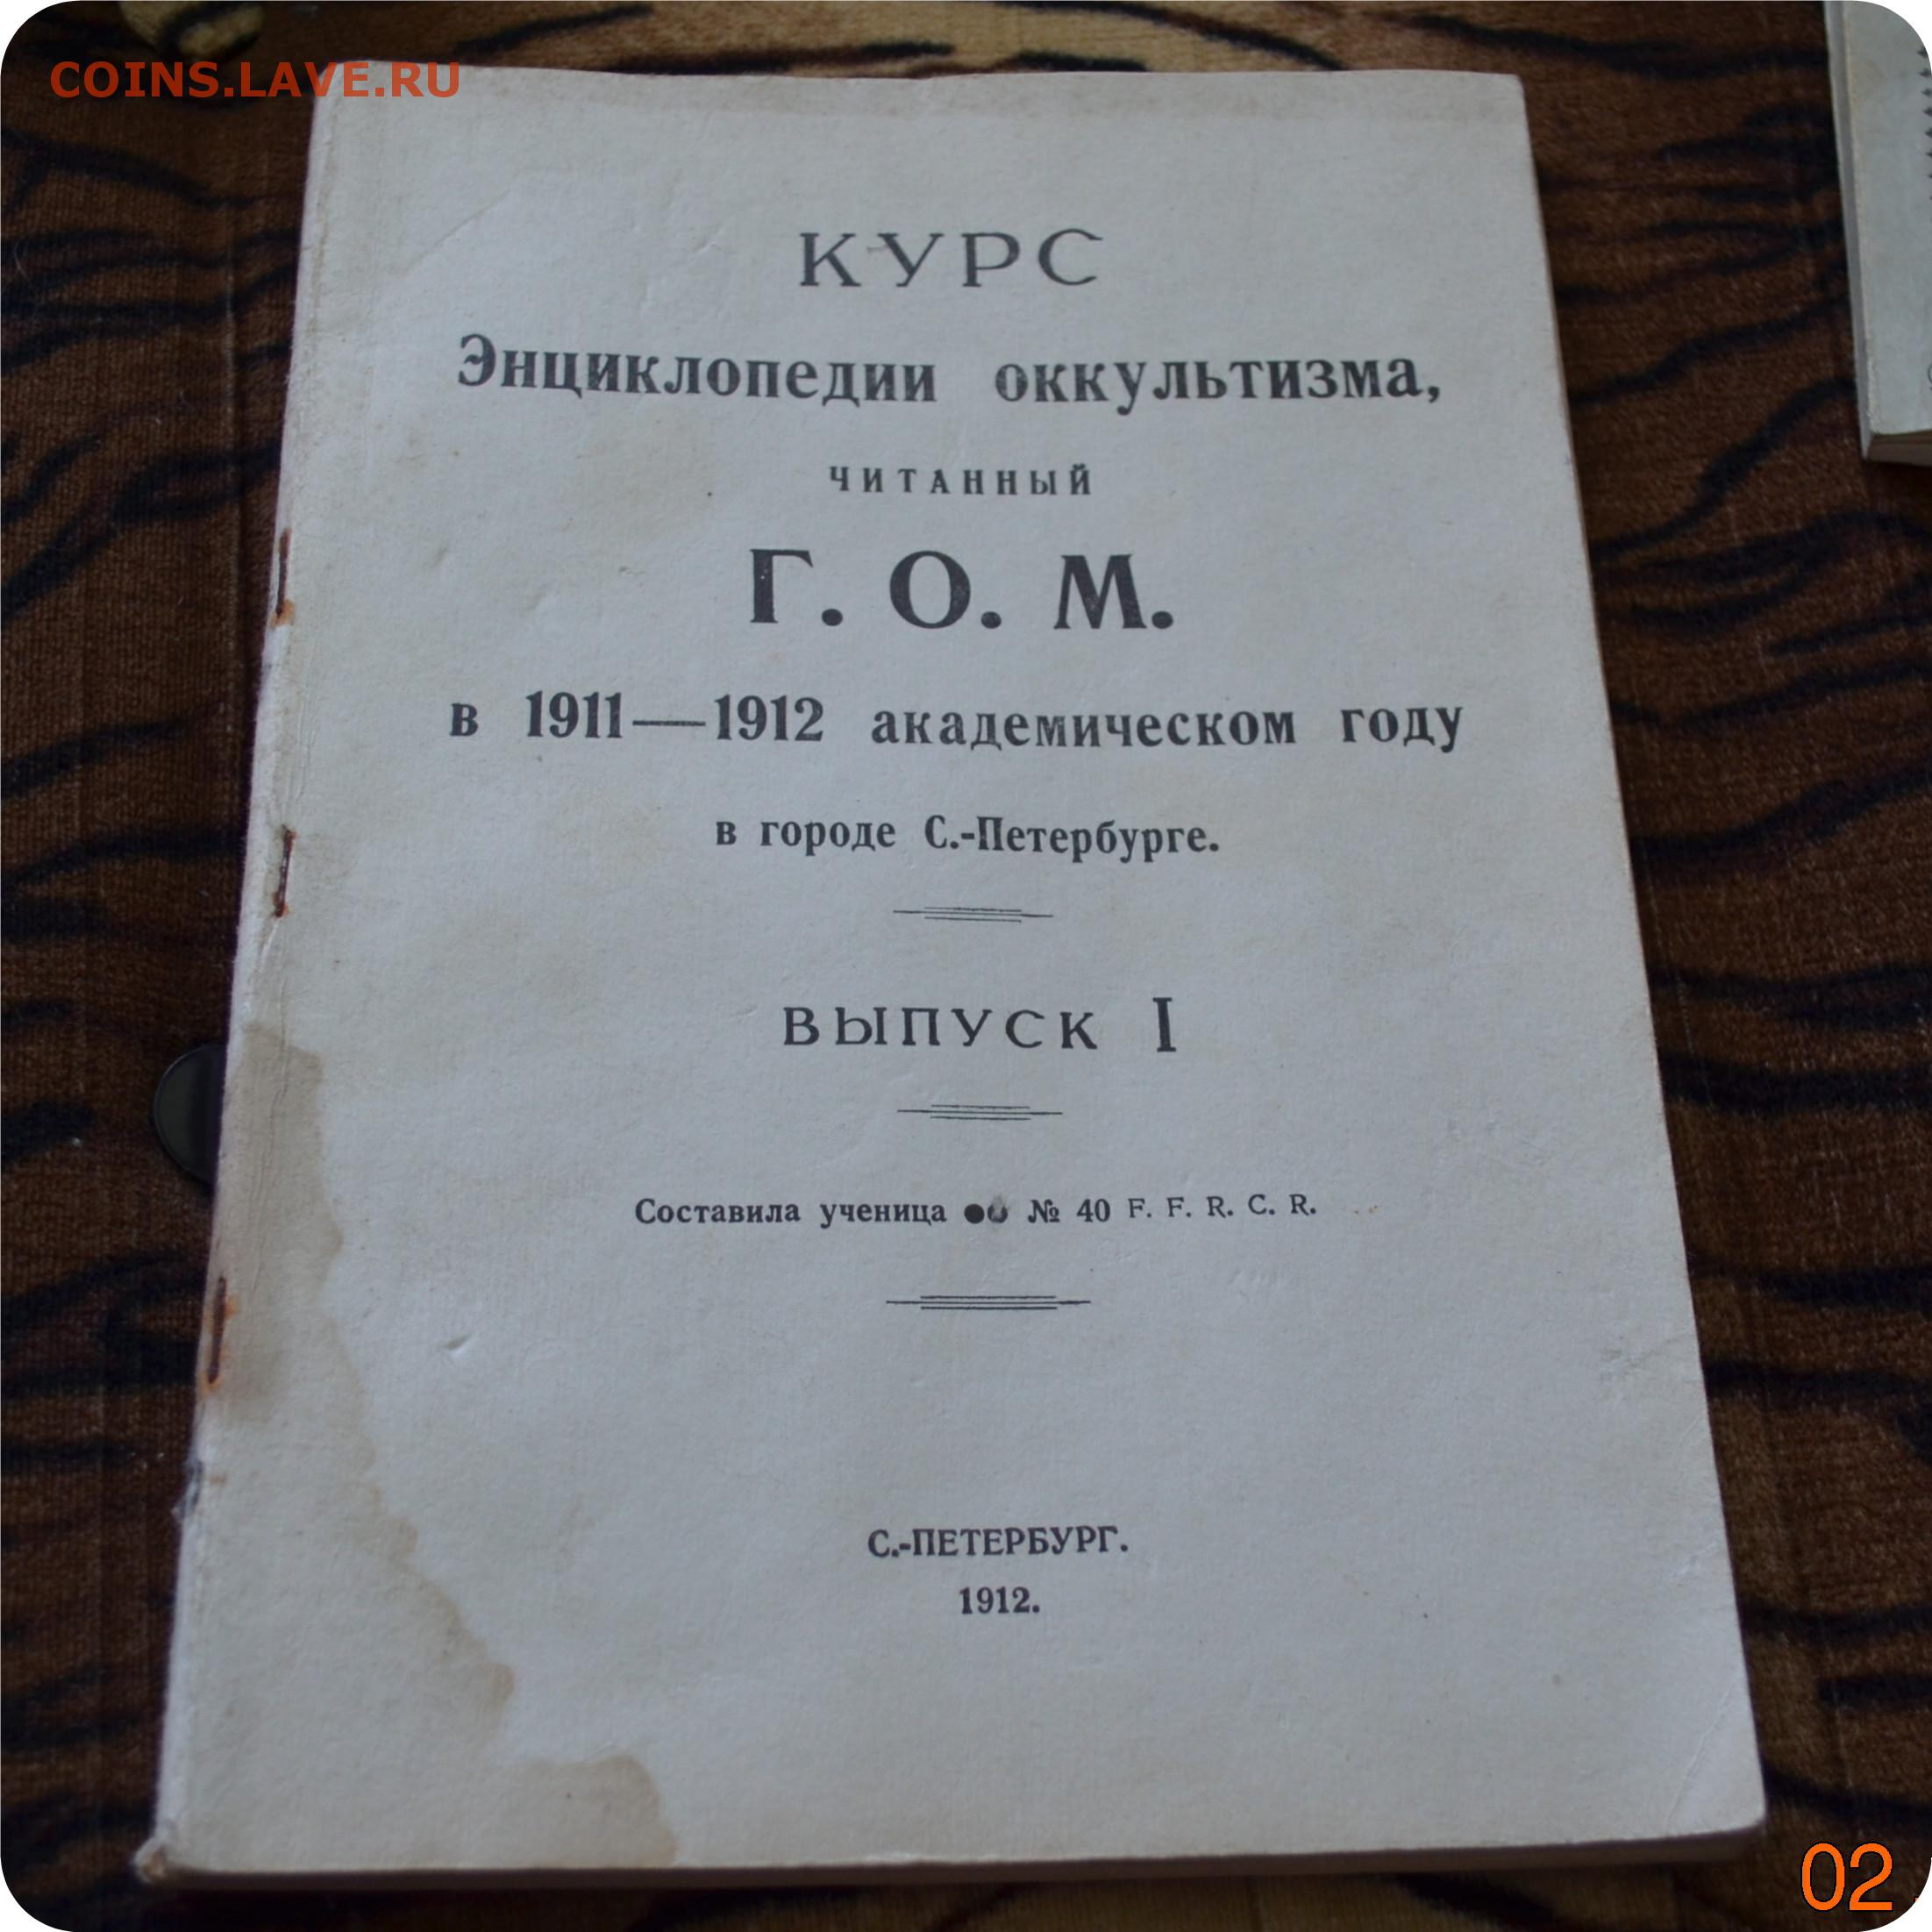 COINS.LAVE.RU
КУРС
Энциклопедии оккультизма,
читанный
Г. О. М.
в 1911—1912 академическом году
в городе С.-Петербурге.
ВЫПУСК I
Составила ученица № 40 F. F. R. C. R.
С.-ПЕТЕРБУРГ.
1912.
02